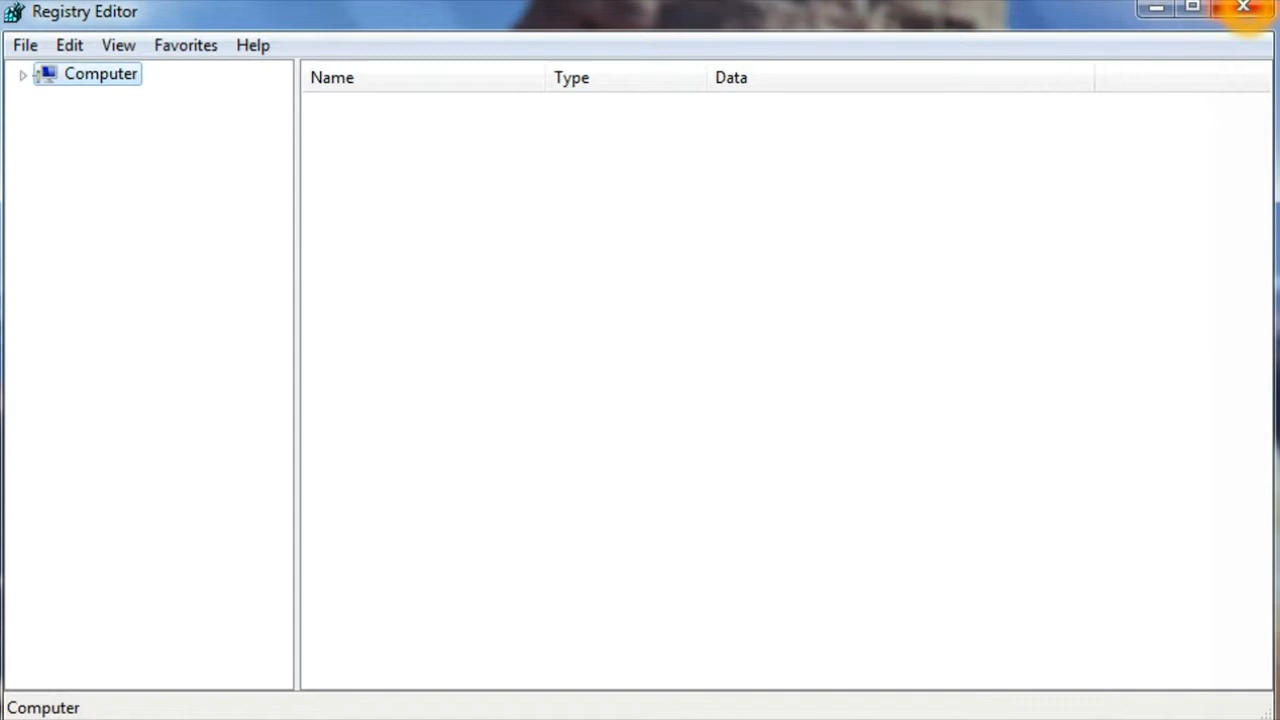 Registry Editor
File Edit View Favorites Help
Computer
Name Type Data
Computer